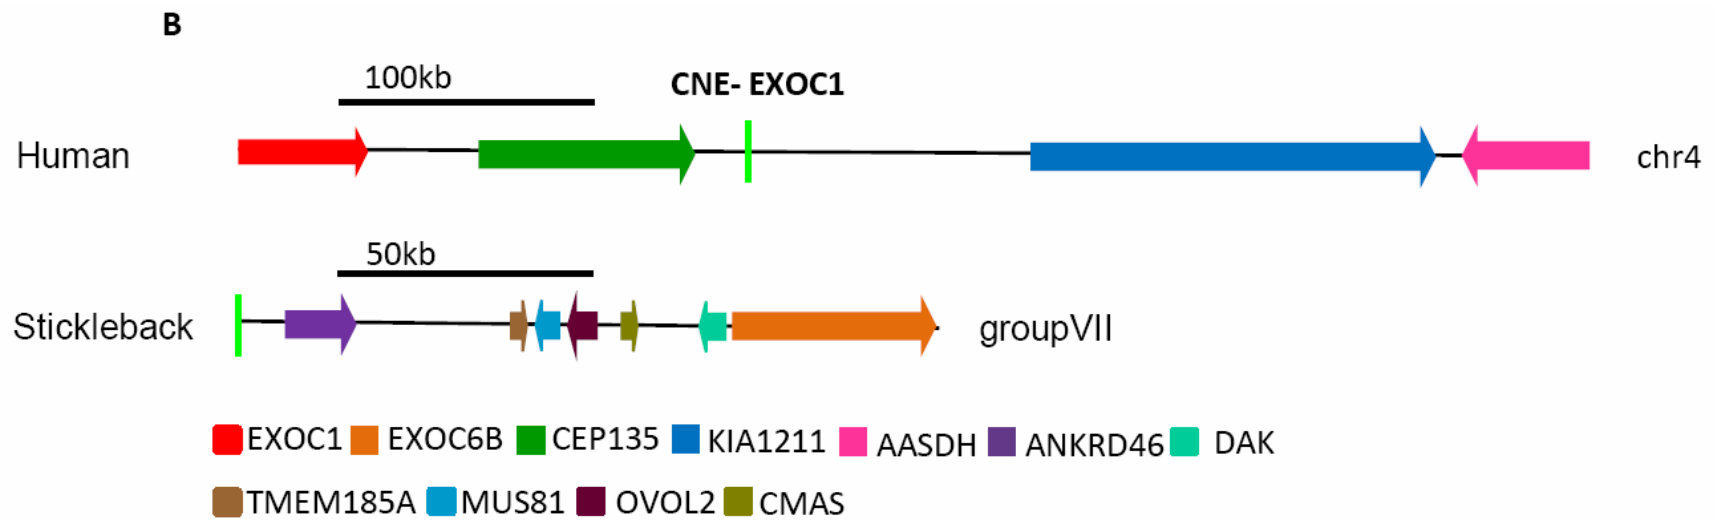 B
100kb
CNE- EXOC1
Human
chr4
50kb
Stickleback
groupVII
EXOC1 EXOC6B CEP135 KIA1211 AASDH ANKRD46 DAK
TMEM185A MUS81 OVOL2 CMAS